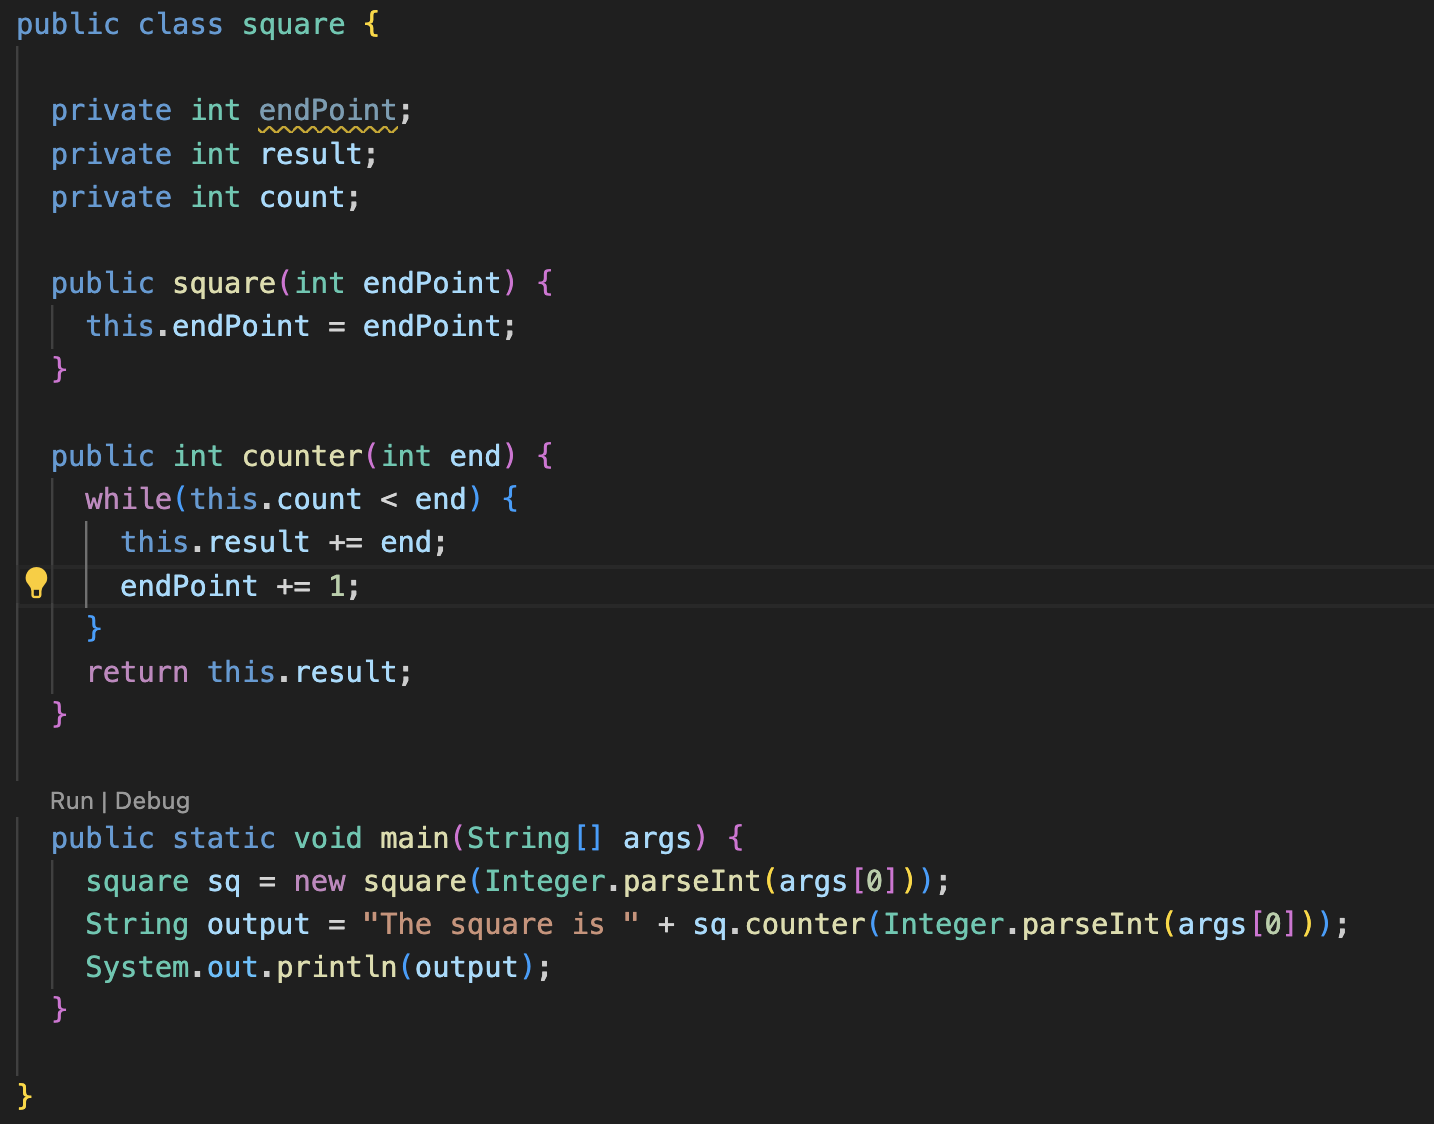 public class square {
private int endPoint;
private int result;
private int count;
public square(int endPoint) {
this.endPoint = endPoint;
}
public int counter(int end) {
while(this.count < end) {
this.result += end;
endPoint += 1;
}
return this.result;
}
Run | Debug
public static void main(String[] args) {
square sq = new square(Integer.parseInt(args[0]));
String output = "The square is " + sq.counter(Integer.parseInt(args[0]));
System.out.println(output);
}
}